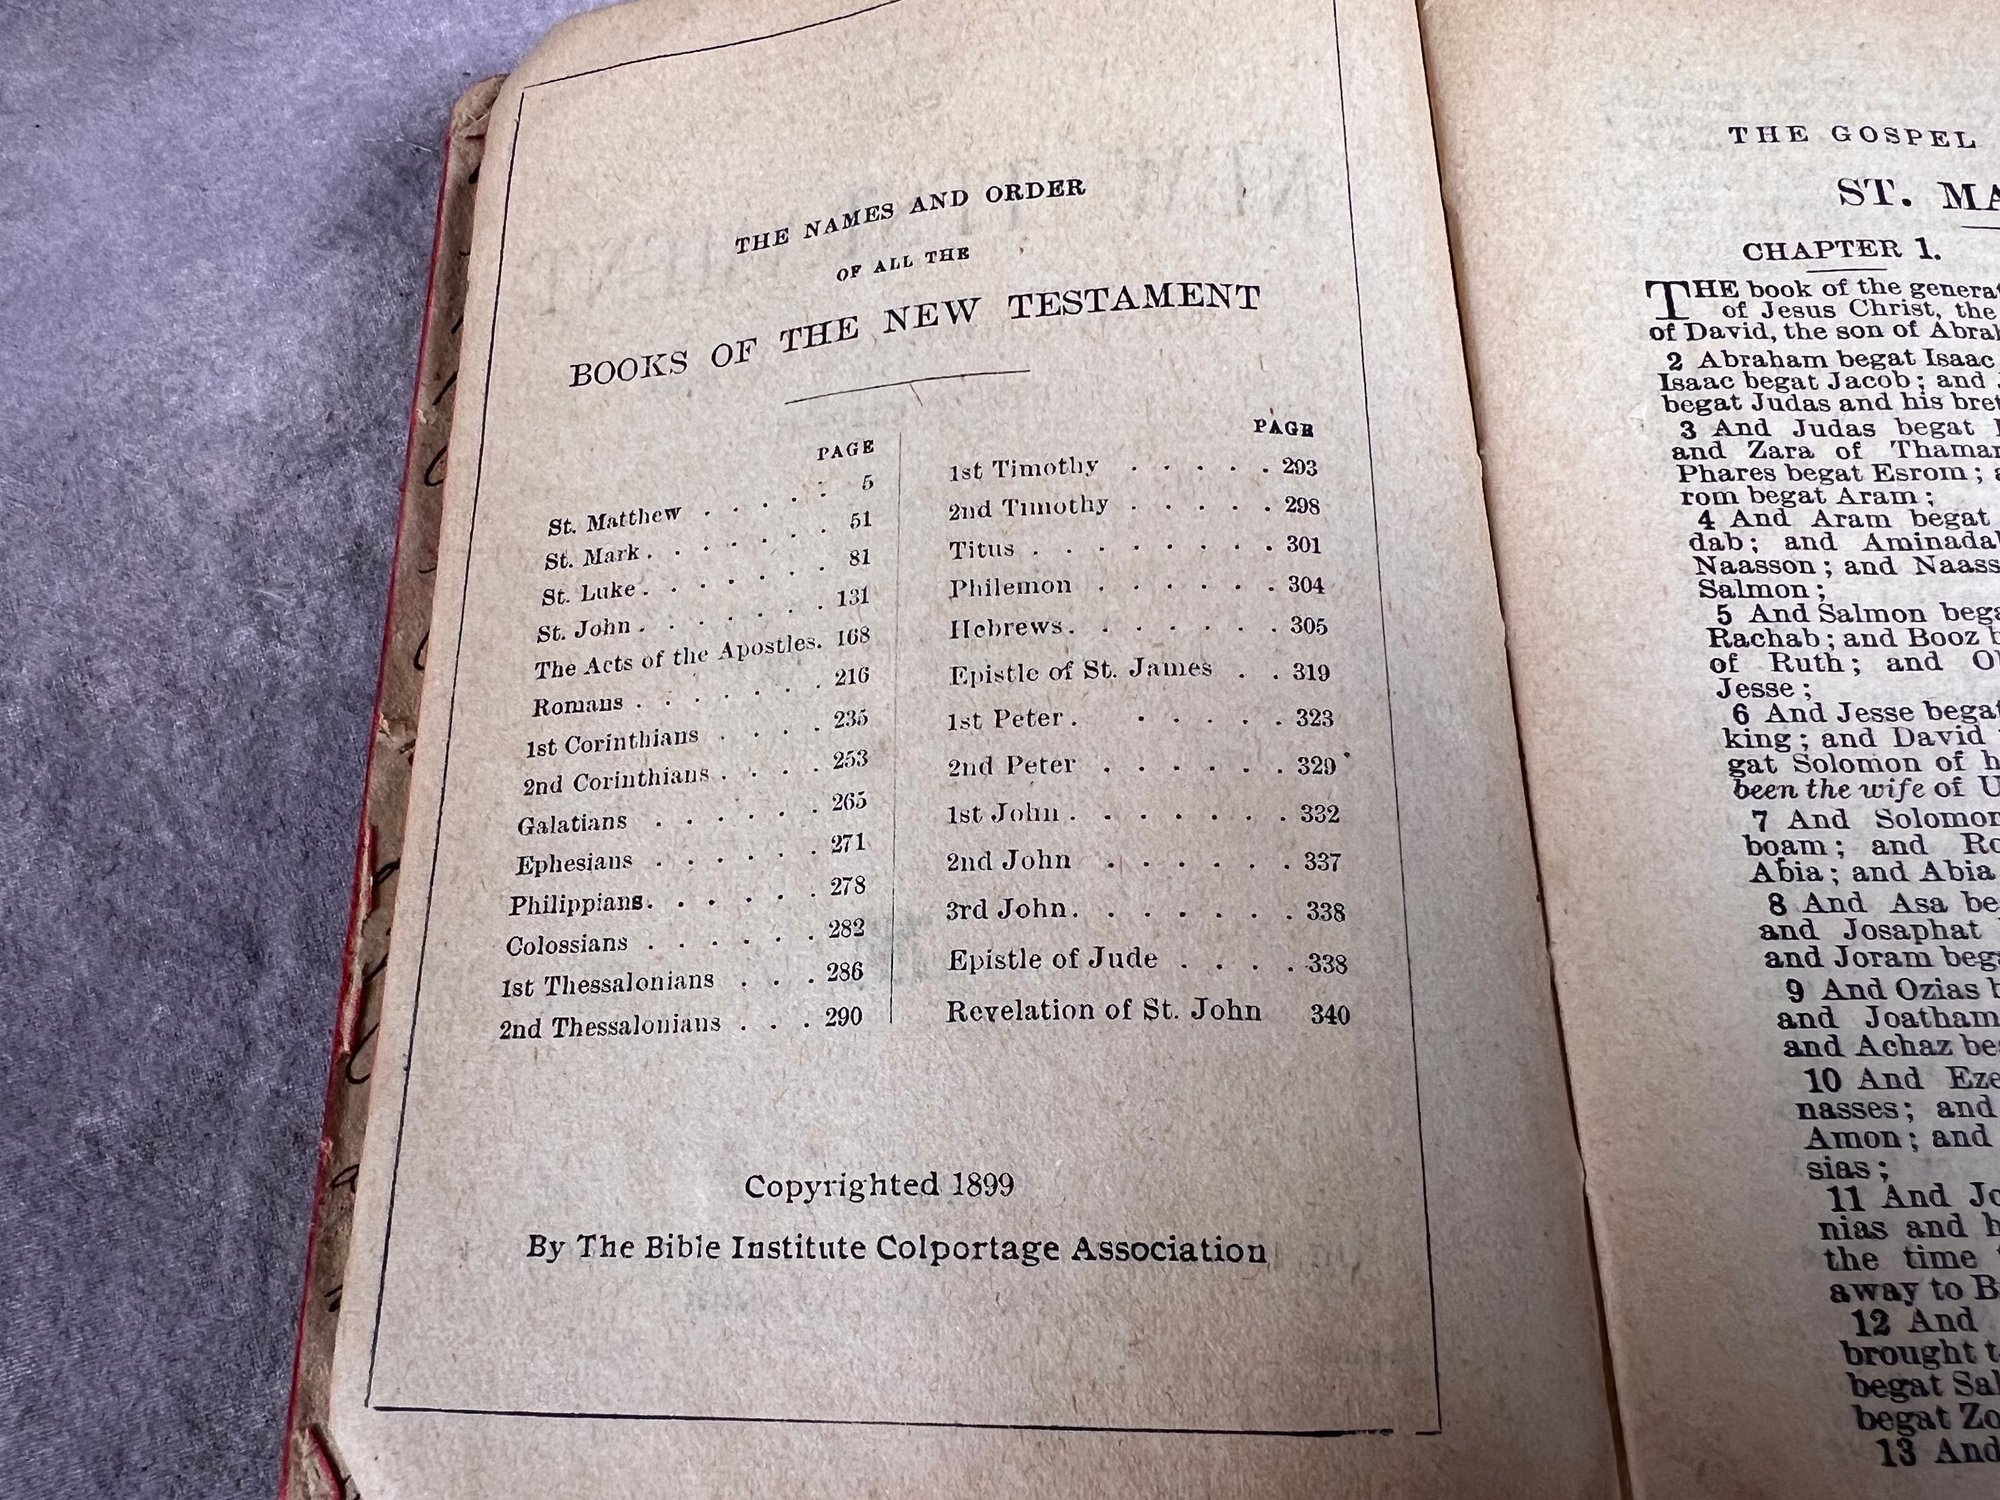 THE NAMES AND ORDER
OF ALL THE
BOOKS OF THE NEW TESTAMENT
PAGE
St. Matthew . . . . : 5
St. Mark . . . . . . . 51
St. Luke . . . . . . . 81
St. John . . . . . . . 131
The Acts of the Apostles. 168
Romans . . . . . . . 216
1st Corinthians . . . . 235
2nd Corinthians . . . . 253
Galatians . . . . . . 265
Ephesians . . . . . . 271
Philippians. . . . . . 278
Colossians . . . . . . 282
1st Thessalonians . . . 286
2nd Thessalonians . . . 290
PAGE
1st Timothy . . . . . 293
2nd Timothy . . . . . 298
Titus . . . . . . . . 301
Philemon . . . . . . 304
Hebrews. . . . . . . 305
Epistle of St. James . . 319
1st Peter . . . . . . 323
2nd Peter . . . . . . 329
1st John . . . . . . . 332
2nd John . . . . . . 337
3rd John. . . . . . . 338
Epistle of Jude . . . . 338
Revelation of St. John 340
Copyrighted 1899
By The Bible Institute Colportage Association
THE GOSPEL
ST.
CHAPTER 1.
THE book of the
of Jesus Christ, the
of David, the son of
2 Abraham begat Isaac
Isaac begat Jacob; and
begat Judas and his
3 And Judas begat
and Zara of
Phares begat Esrom;
rom begat Aram;
4 And Aram begat
dab; and
Naasson; and
Salmon;
5 And Salmon
Rachab; and Booz
of Ruth; and
Jesse;
6 And Jesse
king; and David
gat Solomon of
been the wife of
7 And
boam; and
Abia; and Abia
8 And Asa
and Josaphat
and Joram
9 And Ozias
and Joatham
and Achaz
10 And
nasses; and
Amon; and
sias;
11 And
nias and
the time
away to
12 And
brought
begat
begat
13 And